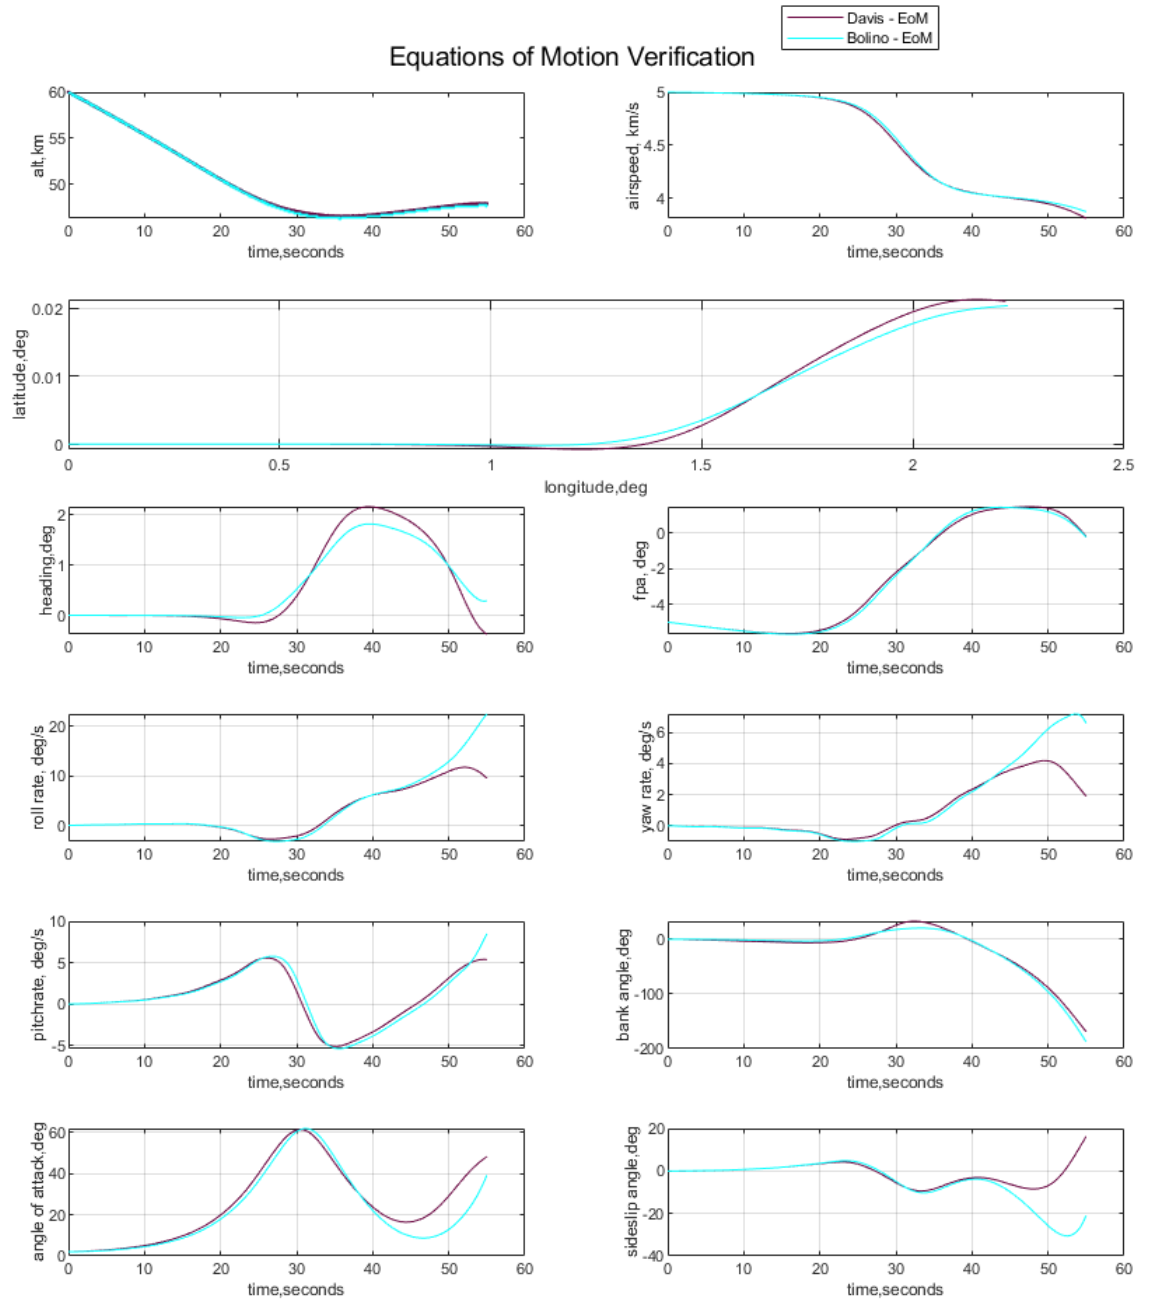 Davis - EoM
Bolino - EoM
Equations of Motion Verification
60
55
50
alt,km
0 10 20 30 40 50 60
time,seconds
5
4.5
4
airspeed, km/s
0 10 20 30 40 50 60
time,seconds
0.02
0.01
0
latitude,deg
0 0.5 1 1.5 2 2.5
longitude,deg
2
1
0
heading,deg
0 10 20 30 40 50 60
time,seconds
0
-2
-4
fpa, deg
0 10 20 30 40 50 60
time,seconds
20
10
0
roll rate, deg/s
0 10 20 30 40 50 60
time,seconds
6
4
2
0
yaw rate, deg/s
0 10 20 30 40 50 60
time,seconds
10
5
0
-5
pitchrate, deg/s
0 10 20 30 40 50 60
time,seconds
0
-100
-200
bank angle,deg
0 10 20 30 40 50 60
time,seconds
60
40
20
0
angle of attack,deg
0 10 20 30 40 50 60
time,seconds
20
0
-20
-40
sideslip angle,deg
0 10 20 30 40 50 60
time,seconds